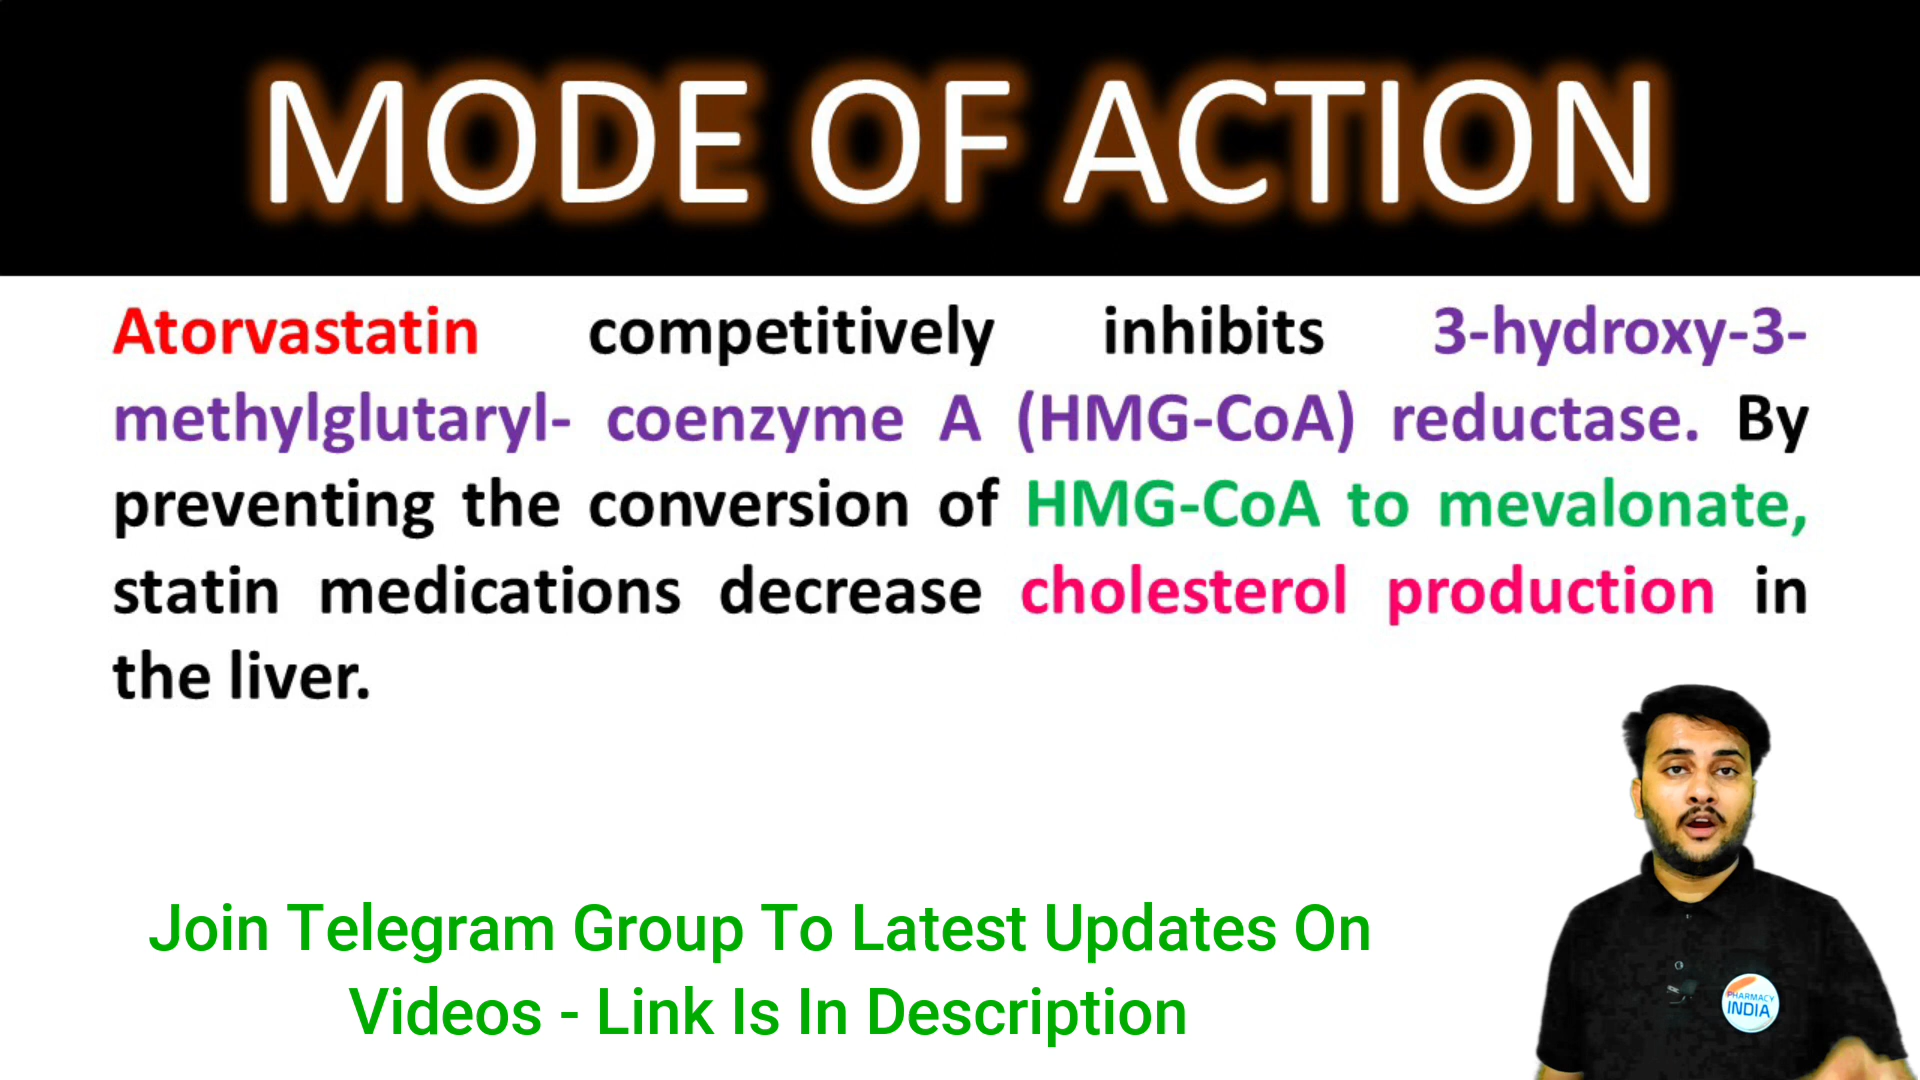 MODE OF ACTION
Atorvastatin competitively inhibits 3-hydroxy-3-
methylglutaryl- coenzyme A (HMG-CoA) reductase. By
preventing the conversion of HMG-CoA to mevalonate,
statin medications decrease cholesterol production in
the liver.
Join Telegram Group To Latest Updates On
Videos - Link Is In Description
PHARMACY
INDIA